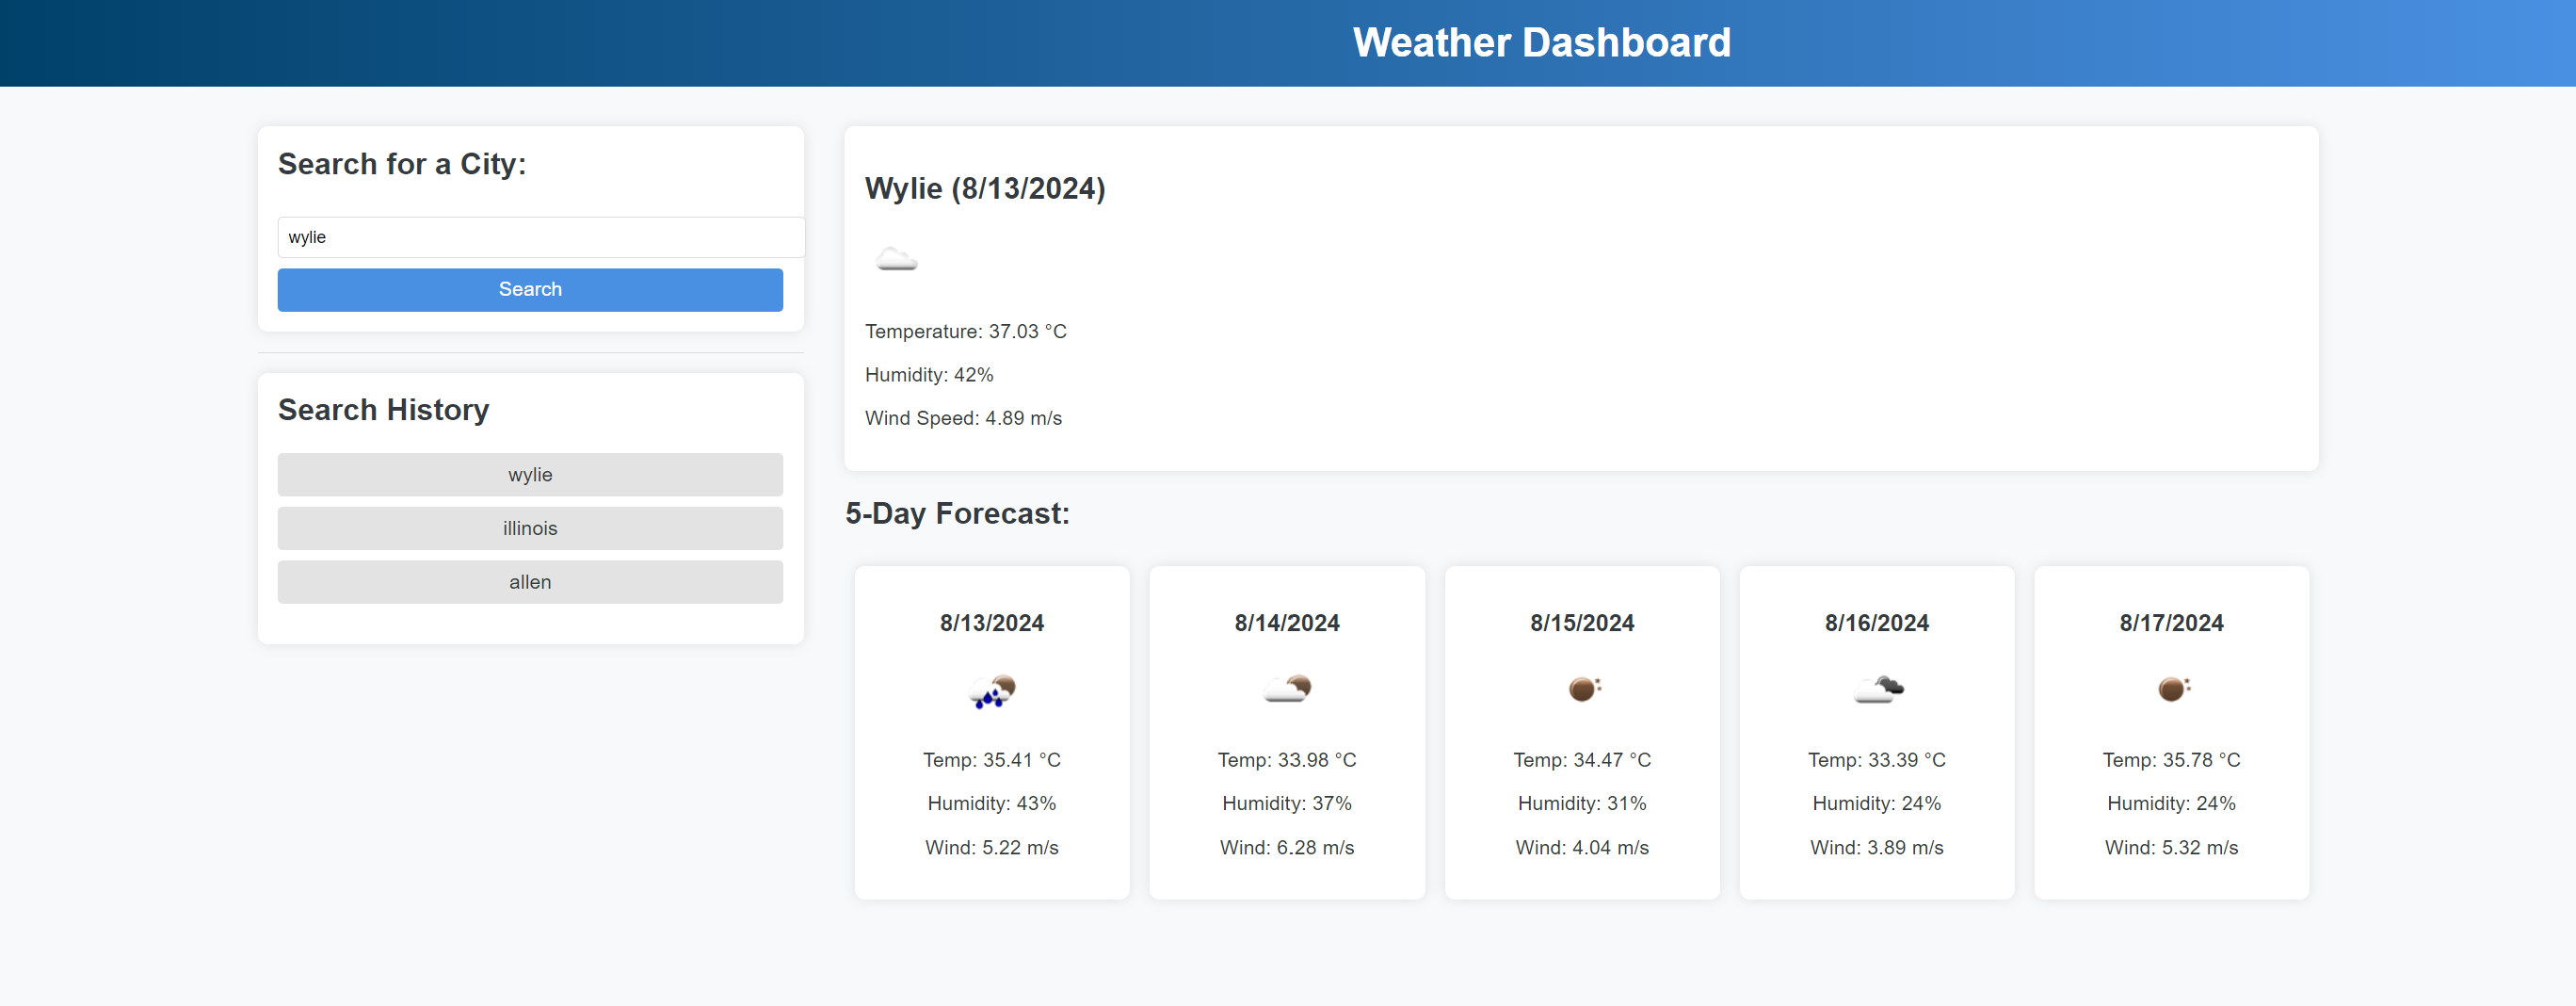 Weather Dashboard
Search for a City:
wylie
Search
Search History
wylie
illinois
allen
Wylie (8/13/2024)
Temperature: 37.03 °C
Humidity: 42%
Wind Speed: 4.89 m/s
5-Day Forecast:
8/13/2024
Temp: 35.41 °C
Humidity: 43%
Wind: 5.22 m/s
8/14/2024
Temp: 33.98 °C
Humidity: 37%
Wind: 6.28 m/s
8/15/2024
Temp: 34.47 °C
Humidity: 31%
Wind: 4.04 m/s
8/16/2024
Temp: 33.39 °C
Humidity: 24%
Wind: 3.89 m/s
8/17/2024
Temp: 35.78 °C
Humidity: 24%
Wind: 5.32 m/s